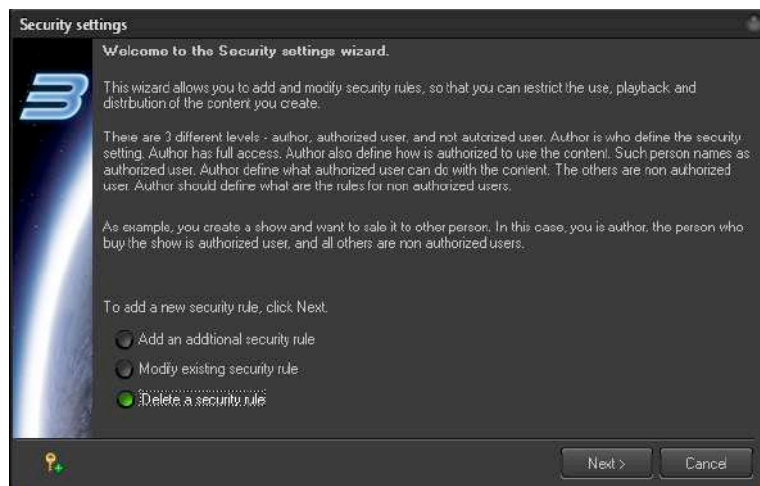 Security settings
Welcome to the Security settings wizard.
This wizard allows you to add and modify security rules, so that you can restrict the use, playback and
distrbution of the content you create.
There are 3 different levels - author, authorized user, and not autorized user. Author is who define the security
setting. Author has full access. Author also define how is authorized to use the content. Such person names as
authorized user. Author define what authorized user can do with the content. The others are non authorized
user. Author should define what are the rules for non authorized users.
As example, you create a show and want to sale it to other person. In this case, you is author, the person who
buy the show is authorized user, and all others are non authorized users.
To add a new security rule, click Next.
Add an addtional security rule
Modify existing security rule
Delete a security rule
3
Next >
Cancel